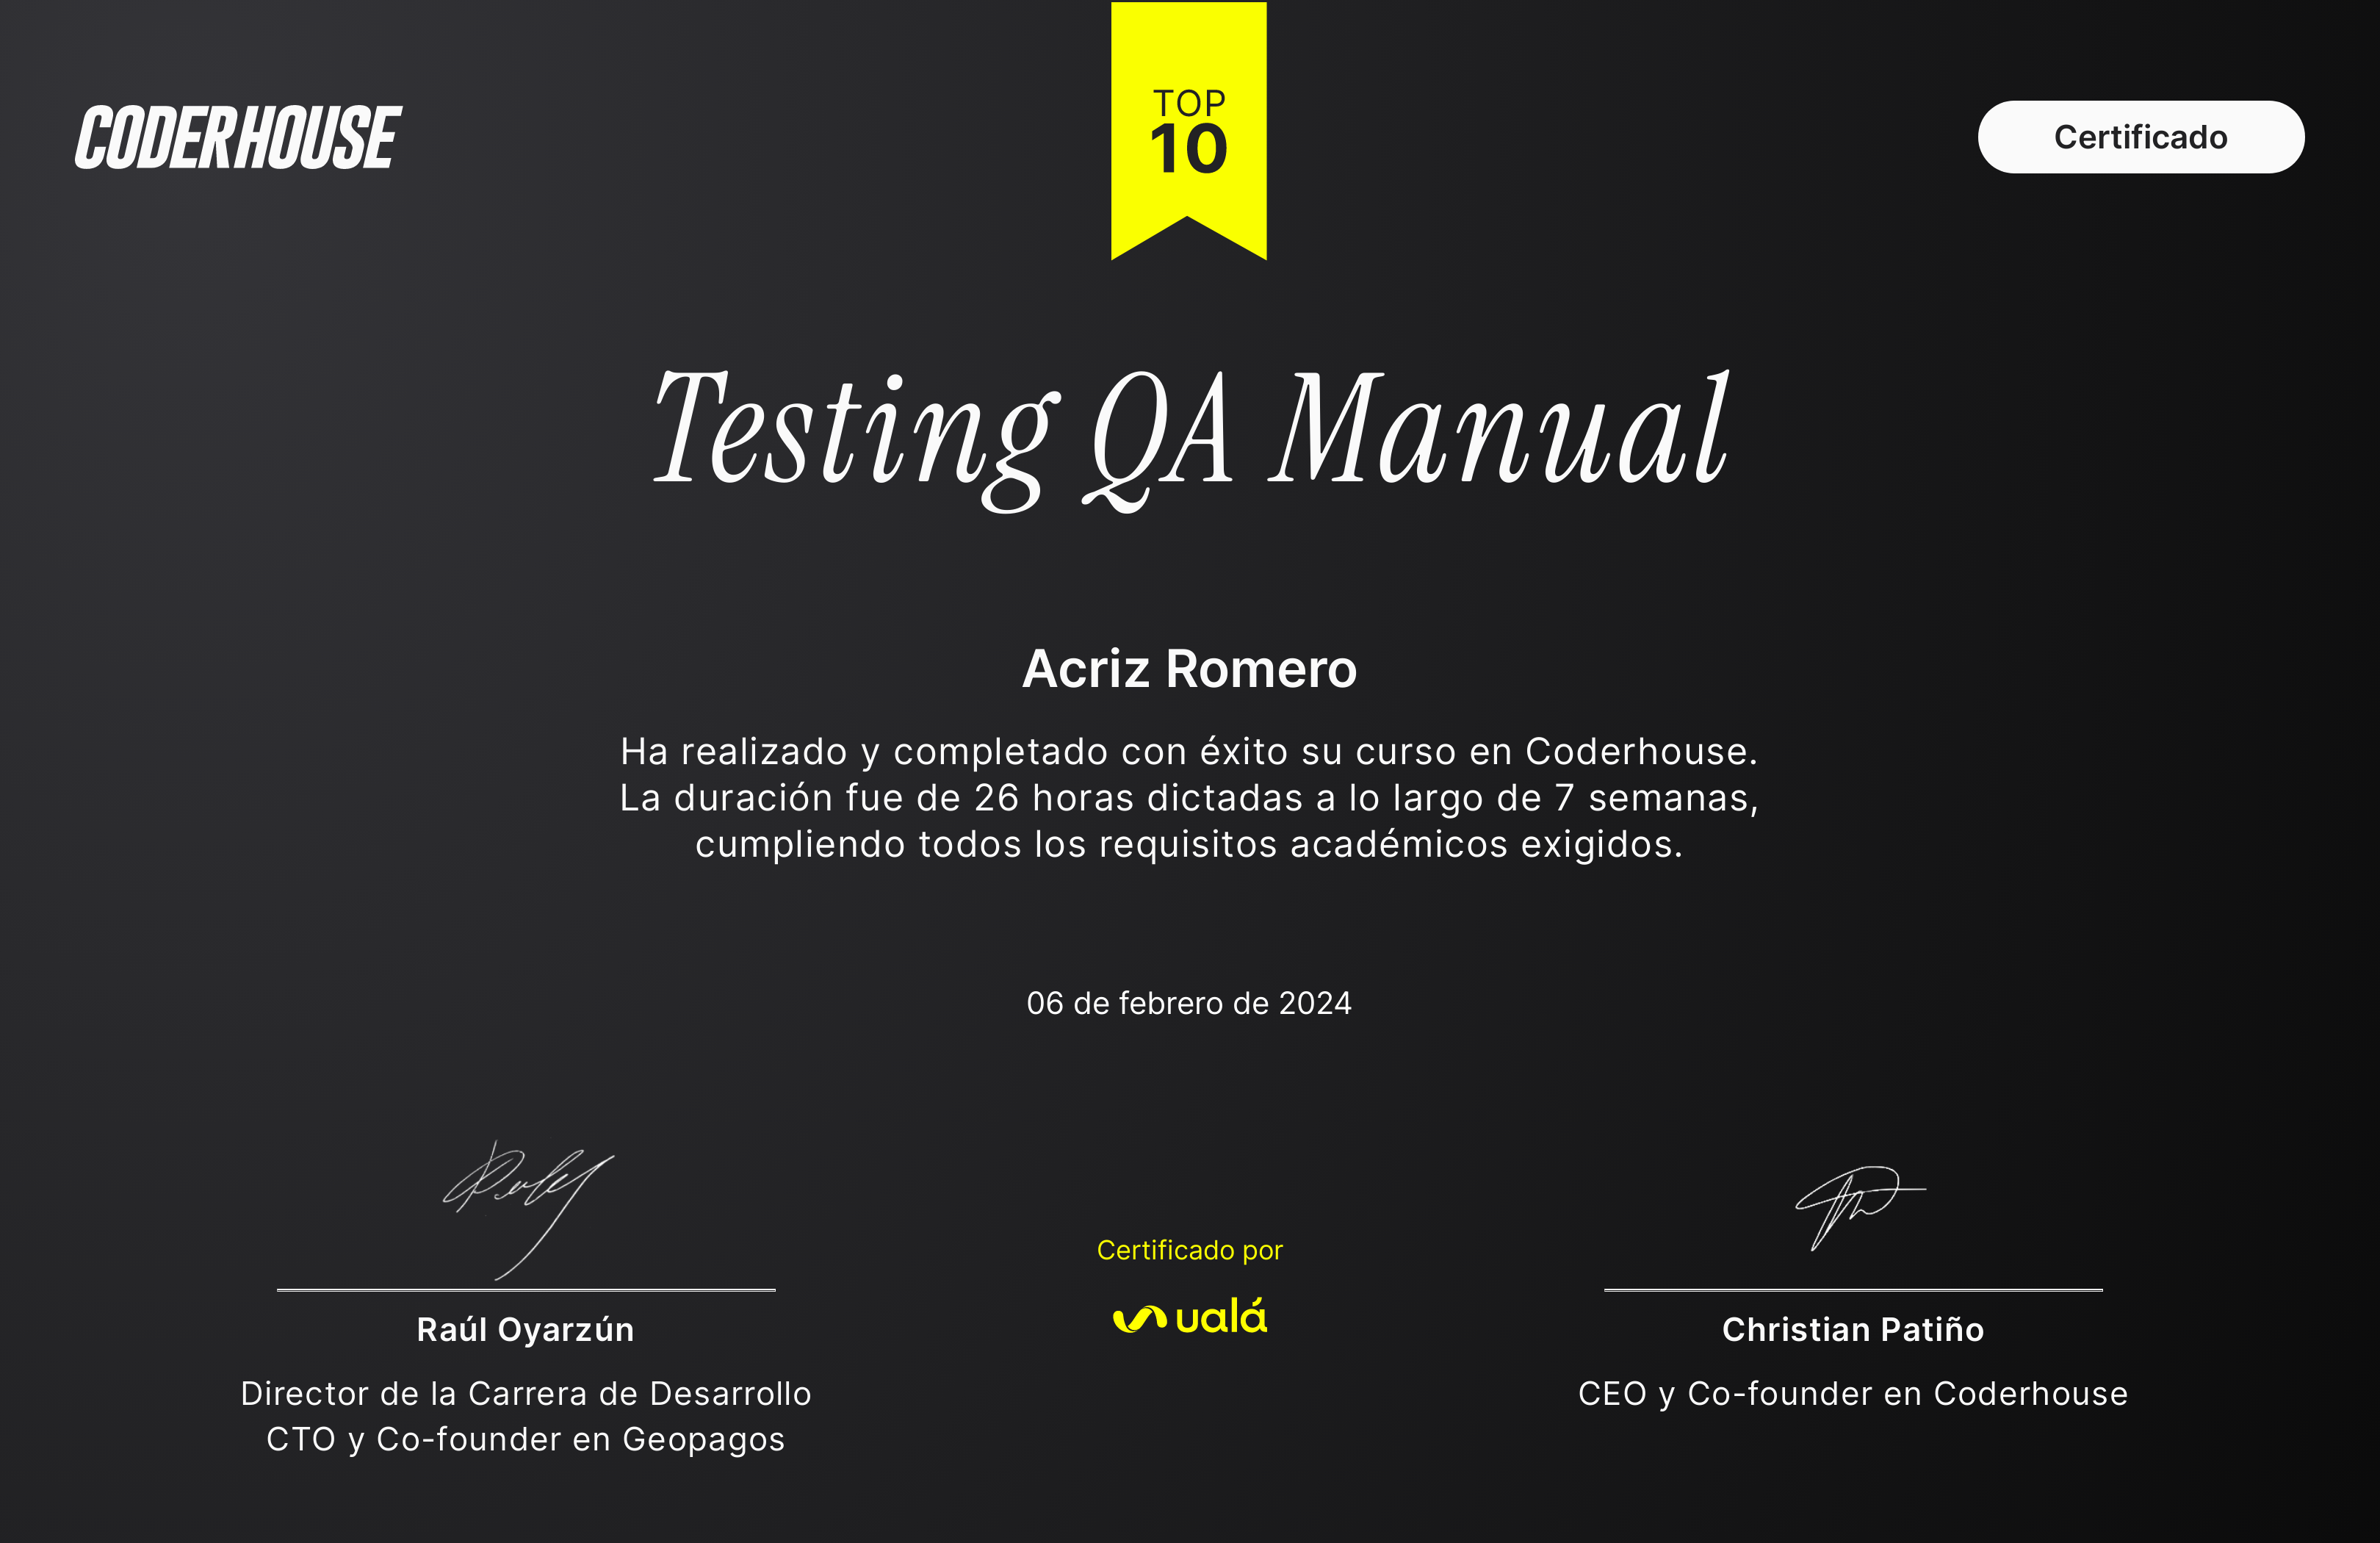 CODERHOUSE
TOP
10
Certificado
Testing QA Manual
Acriz Romero
Ha realizado y completado con éxito su curso en Coderhouse.
La duración fue de 26 horas dictadas a lo largo de 7 semanas,
cumpliendo todos los requisitos académicos exigidos.
06 de febrero de 2024
Certificado por
ualá
Raúl Oyarzún
Director de la Carrera de Desarrollo
CTO y Co-founder en Geopagos
Christian Patiño
CEO y Co-founder en Coderhouse